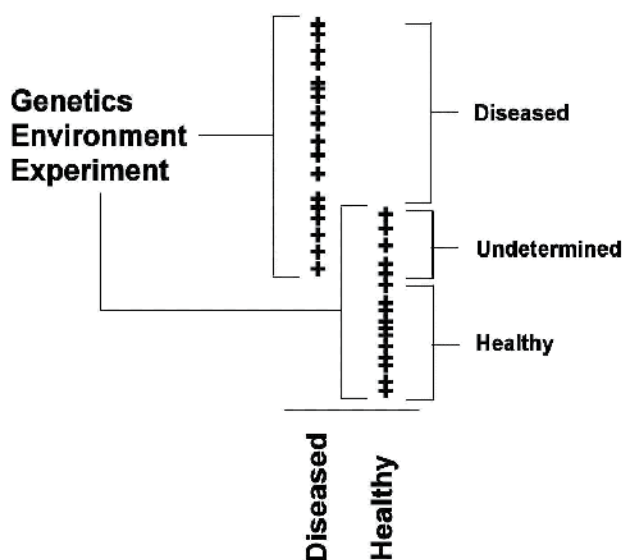 Genetics
Environment
Experiment
Diseased
Undetermined
Healthy
Diseased
Healthy